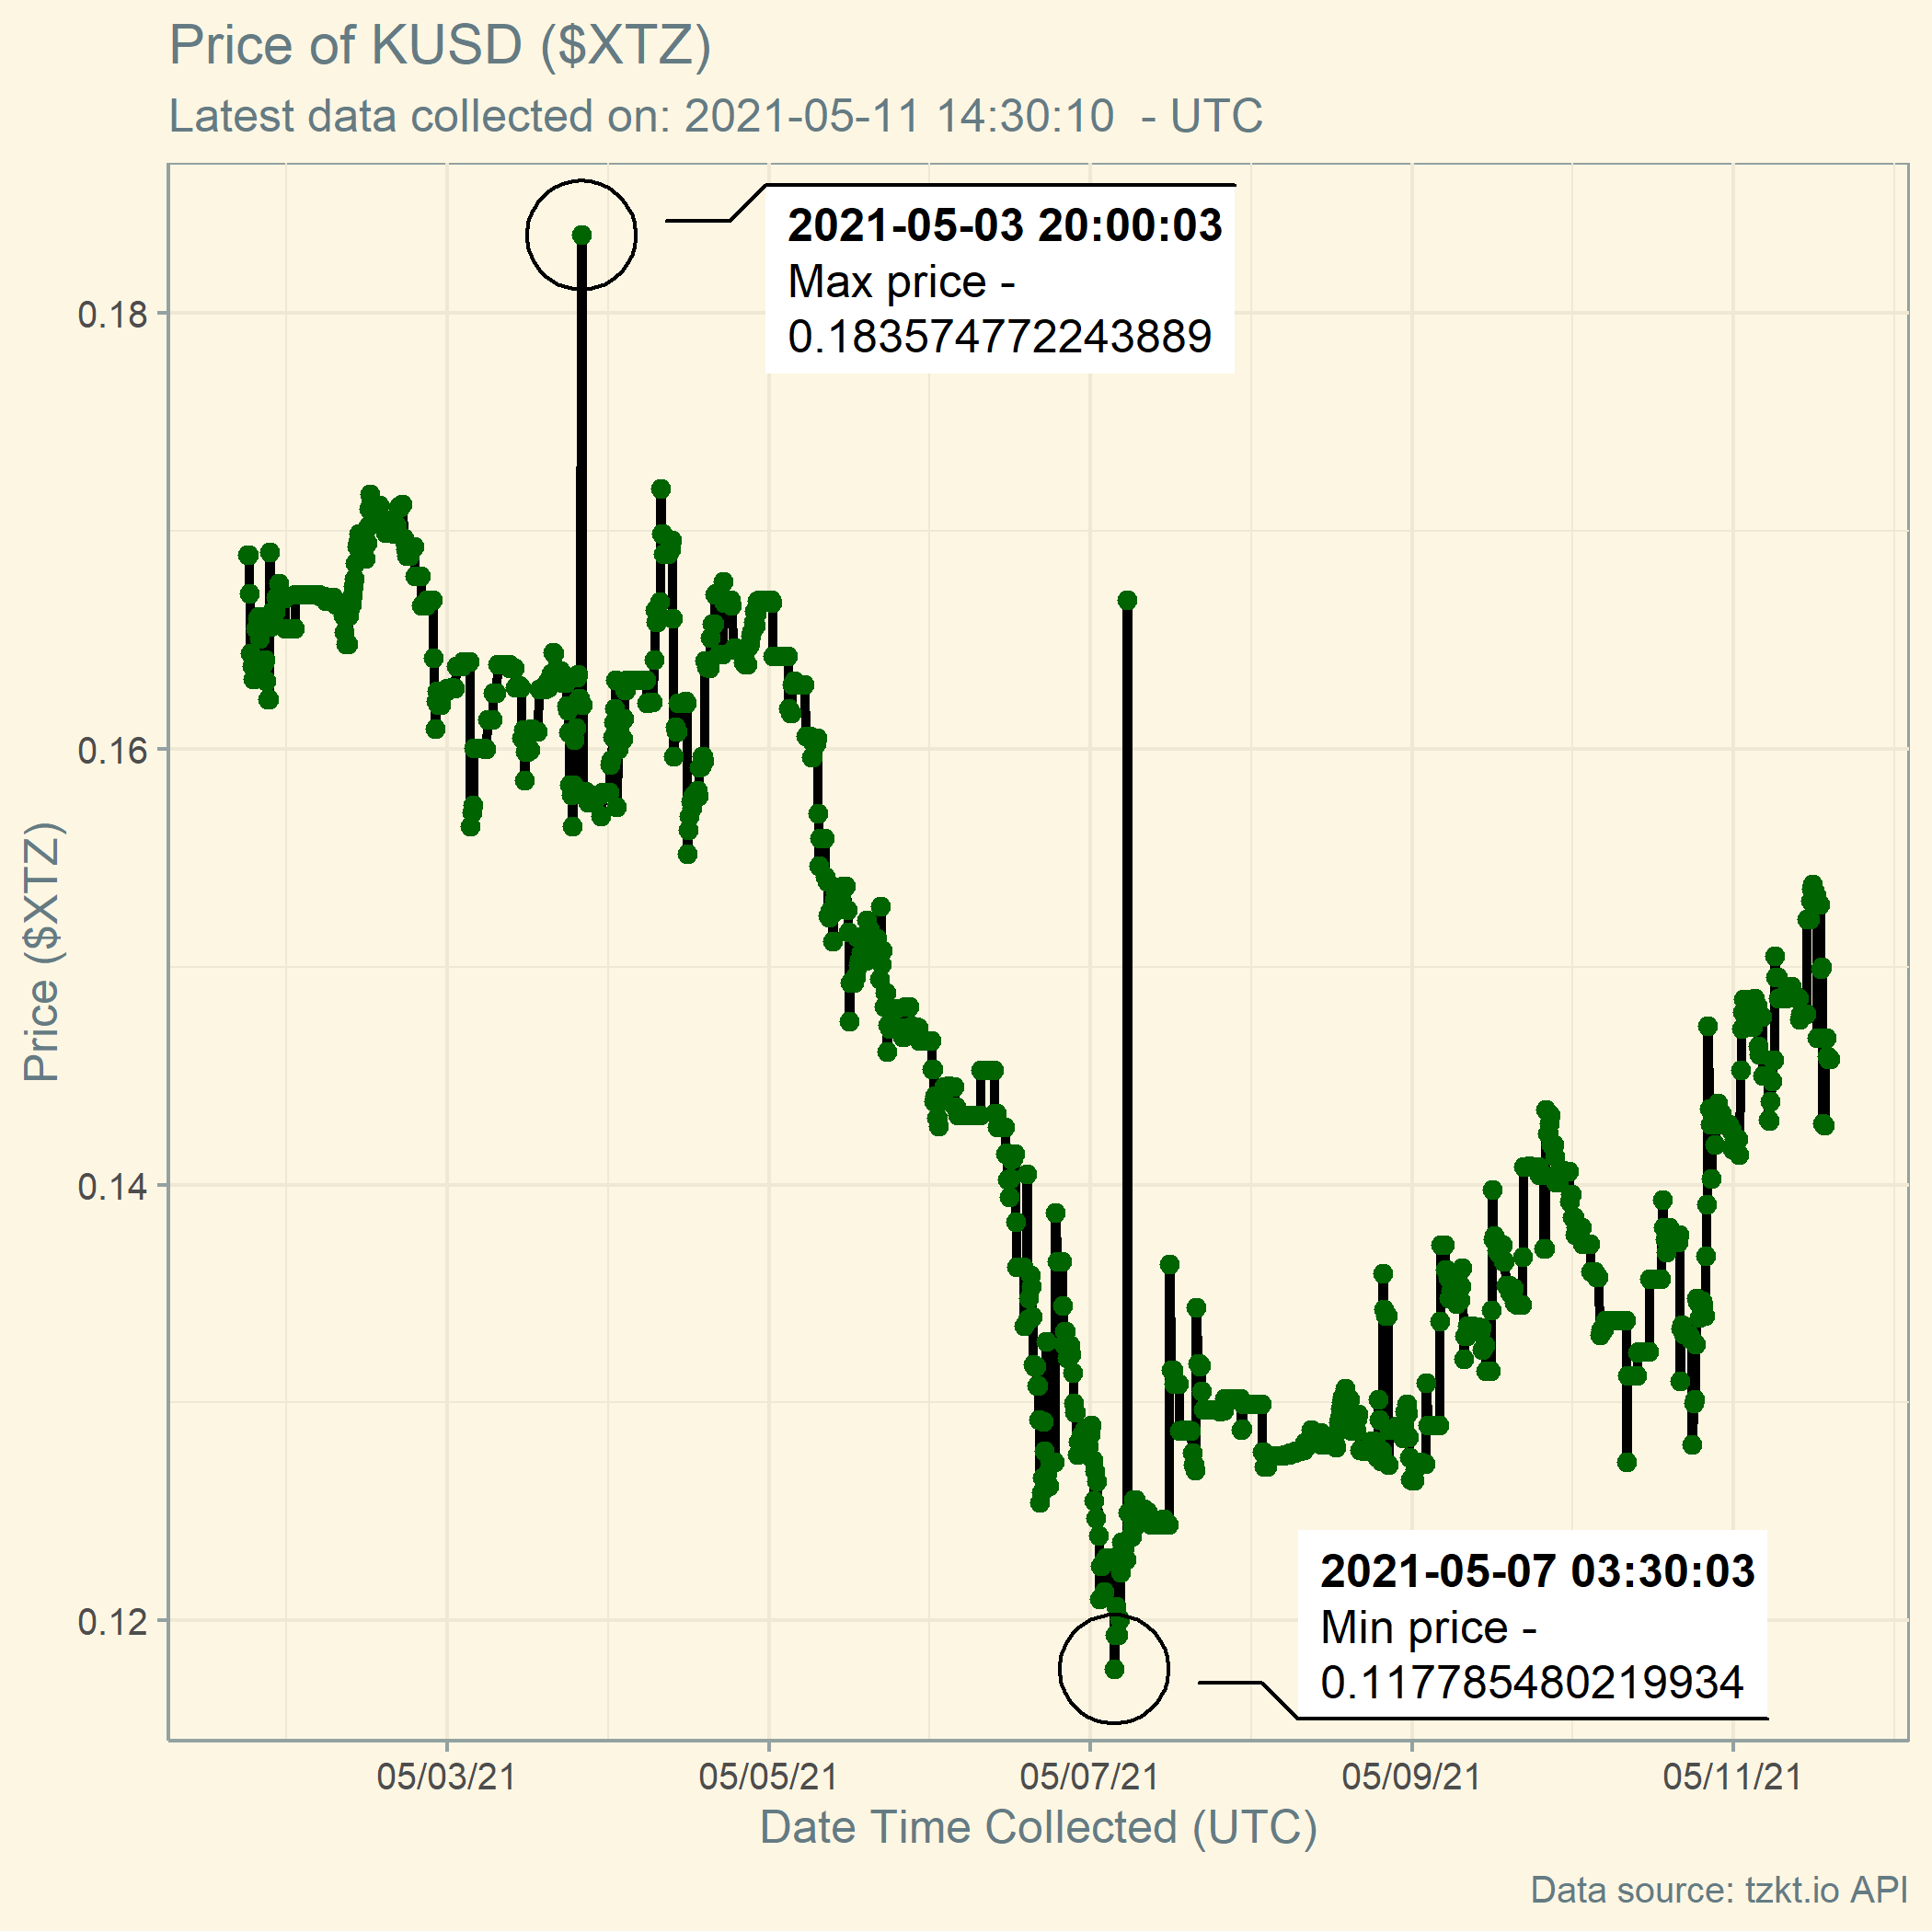 Price of KUSD ($XTZ)
Latest data collected on: 2021-05-11 14:30:10  - UTC
2021-05-03 20:00:03
Max price -
0.183574772243889
0.18
0.16
0.14
0.12
Price ($XTZ)
2021-05-07 03:30:03
Min price -
0.117785480219934
05/03/21
05/05/21
05/07/21
05/09/21
05/11/21
Date Time Collected (UTC)
Data source: tzkt.io API